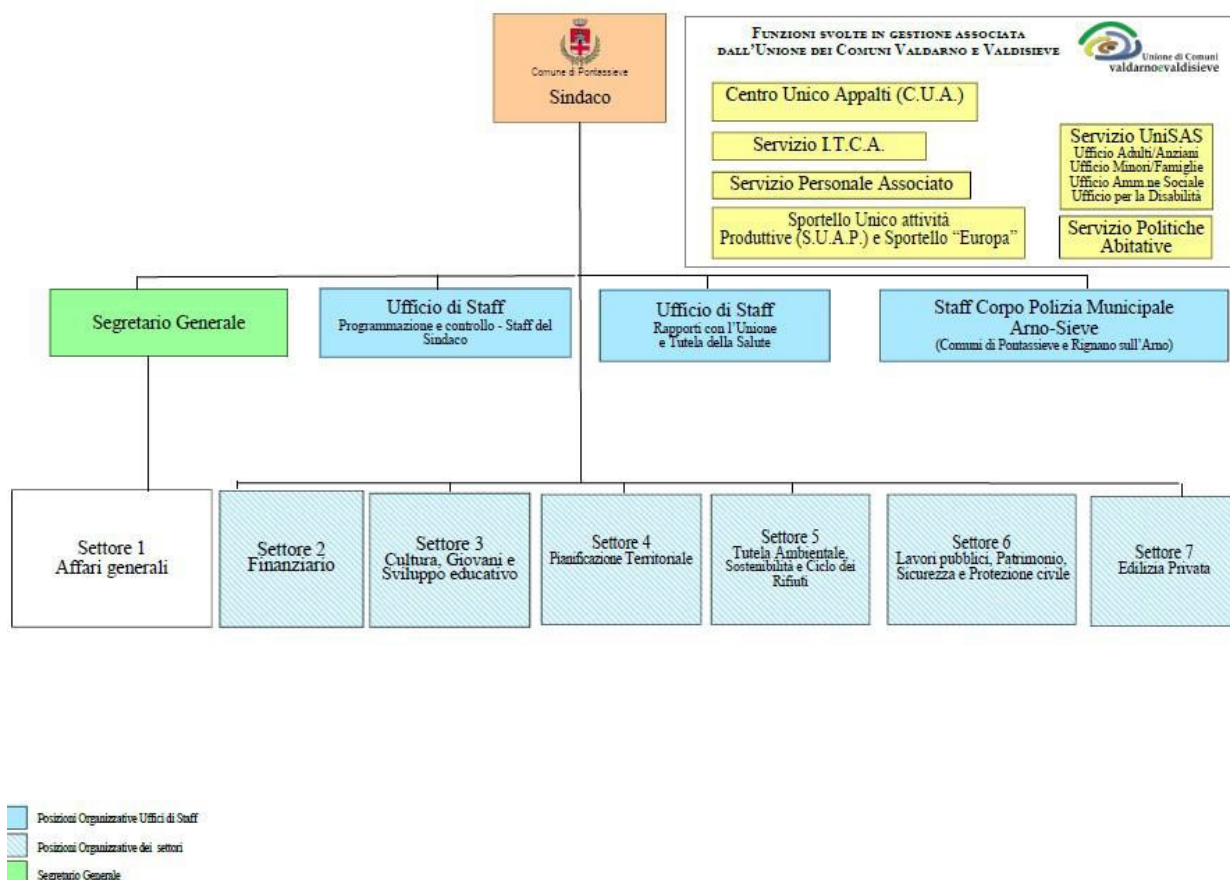 Comune di Pontassieve
Sindaco
FUNZIONI SVOLTE IN GESTIONE ASSOCIATA
DALL'UNIONE DEI COMUNI VALDARNO E VALDISIEVE
Unione di Comuni
valdarnoevaldisieve
Centro Unico Appalti (C.U.A.)
Servizio I.T.C.A.
Servizio Personale Associato
Sportello Unico attività
Produttive (S.U.A.P.) e Sportello “Europa”
Servizio UniSAS
Ufficio Adulti/Anziani
Ufficio Minori/Famiglie
Ufficio Amm.ne Sociale
Ufficio per la Disabilità
Servizio Politiche
Abitative
Segretario Generale
Ufficio di Staff
Programmazione e controllo - Staff del
Sindaco
Ufficio di Staff
Rapporti con l’Unione
e Tutela della Salute
Staff Corpo Polizia Municipale
Arno-Sieve
(Comuni di Pontassieve e Rignano sull’Arno)
Settore 1
Affari generali
Settore 2
Finanziario
Settore 3
Cultura, Giovani e
Sviluppo educativo
Settore 4
Pianificazione Territoriale
Settore 5
Tutela Ambientale,
Sostenibilità e Ciclo dei
Rifiuti
Settore 6
Lavori pubblici, Patrimonio,
Sicurezza e Protezione civile
Settore 7
Edilizia Privata
Posizioni Organizzative Uffici di Staff
Posizioni Organizzative dei settori
Segretario Generale